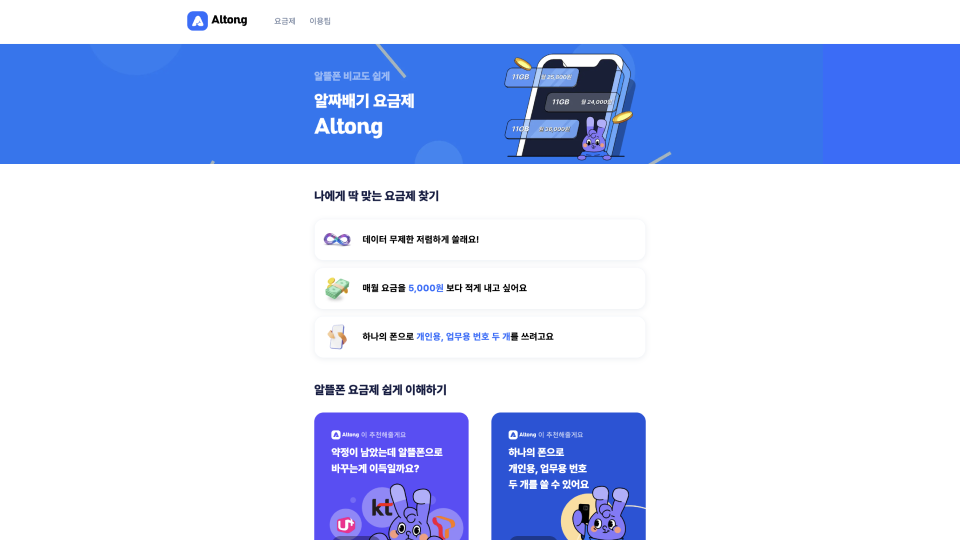 Altong
요금제
이용팁
알뜰폰 비교도 쉽게
알짜배기 요금제
Altong
11GB 월 25,000원
11GB 월 24,000원
11GB
나에게 딱 맞는 요금제 찾기
데이터 무제한 저렴하게 쓸래요!
매월 요금을 5,000원 보다 적게 내고 싶어요
하나의 폰으로 개인용, 업무용 번호 두 개를 쓰려고요
알뜰폰 요금제 쉽게 이해하기
Altong 이 추천해줄게요
약정이 남았는데 알뜰폰으로
바꾸는게 이득일까요?
kt
U+
Altong 이 추천해줄게요
하나의 폰으로
개인용, 업무용 번호
두 개를 쓸 수 있어요